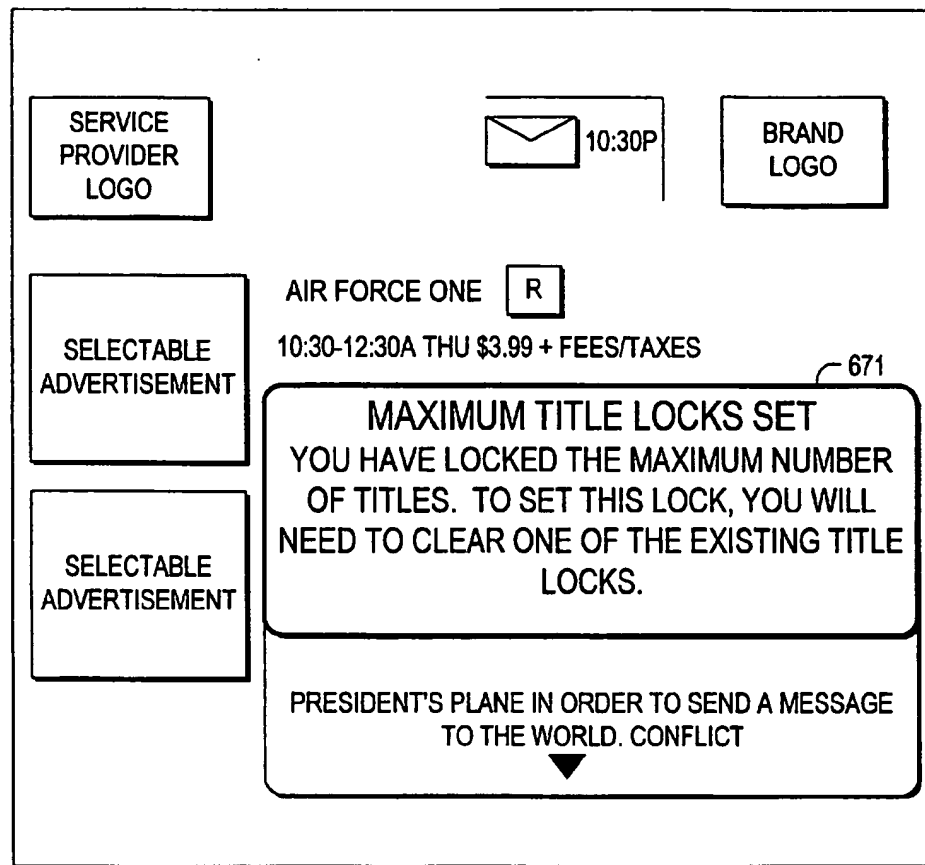 SERVICE
PROVIDER
LOGO
10:30P
BRAND
LOGO
AIR FORCE ONE R
10:30-12:30A THU $3.99 + FEES/TAXES
SELECTABLE
ADVERTISEMENT
671
MAXIMUM TITLE LOCKS SET
YOU HAVE LOCKED THE MAXIMUM NUMBER
OF TITLES. TO SET THIS LOCK, YOU WILL
NEED TO CLEAR ONE OF THE EXISTING TITLE
LOCKS.
SELECTABLE
ADVERTISEMENT
PRESIDENT'S PLANE IN ORDER TO SEND A MESSAGE
TO THE WORLD. CONFLICT